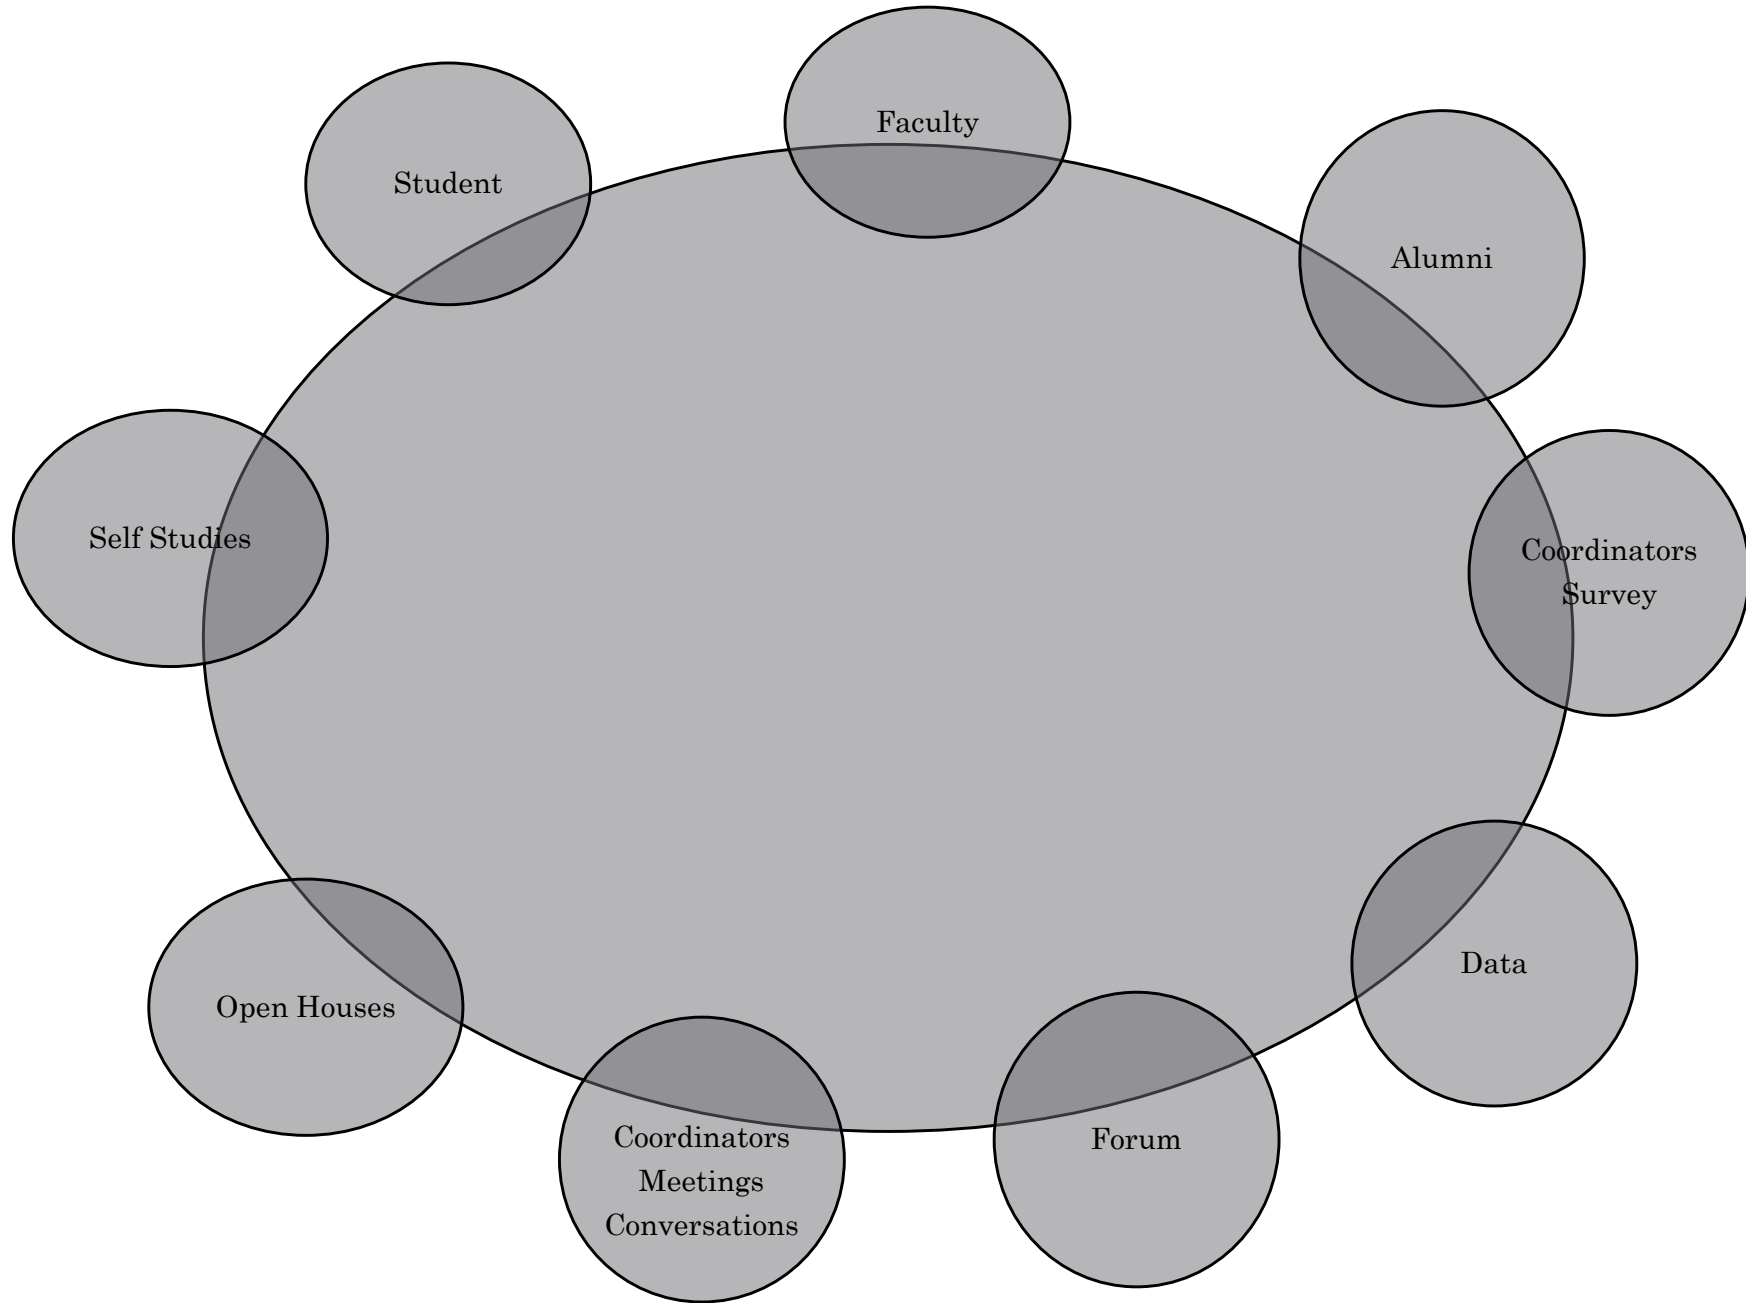 Faculty
Student
Alumni
Self Studies
Coordinators
Survey
Data
Open Houses
Coordinators
Meetings
Conversations
Forum